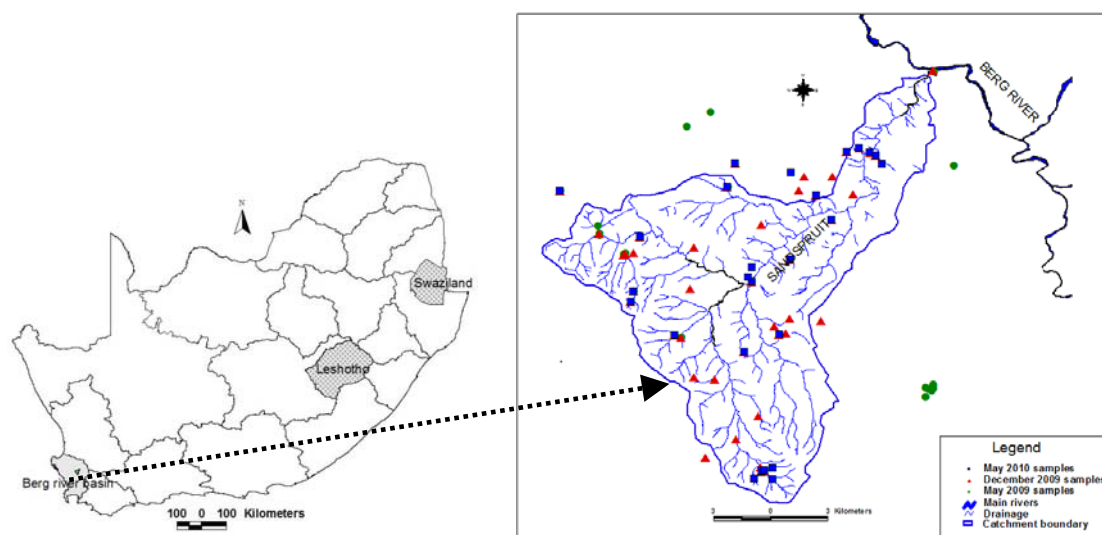 N
Swaziland
Leshotho
Berg river basin
100 0 100 Kilometers
BERG RIVER
SANDSPRUIT
3 0 3 Kilometers
Legend
May 2010 samples
December 2009 samples
May 2009 samples
Main rivers
Drainage
Catchment boundary